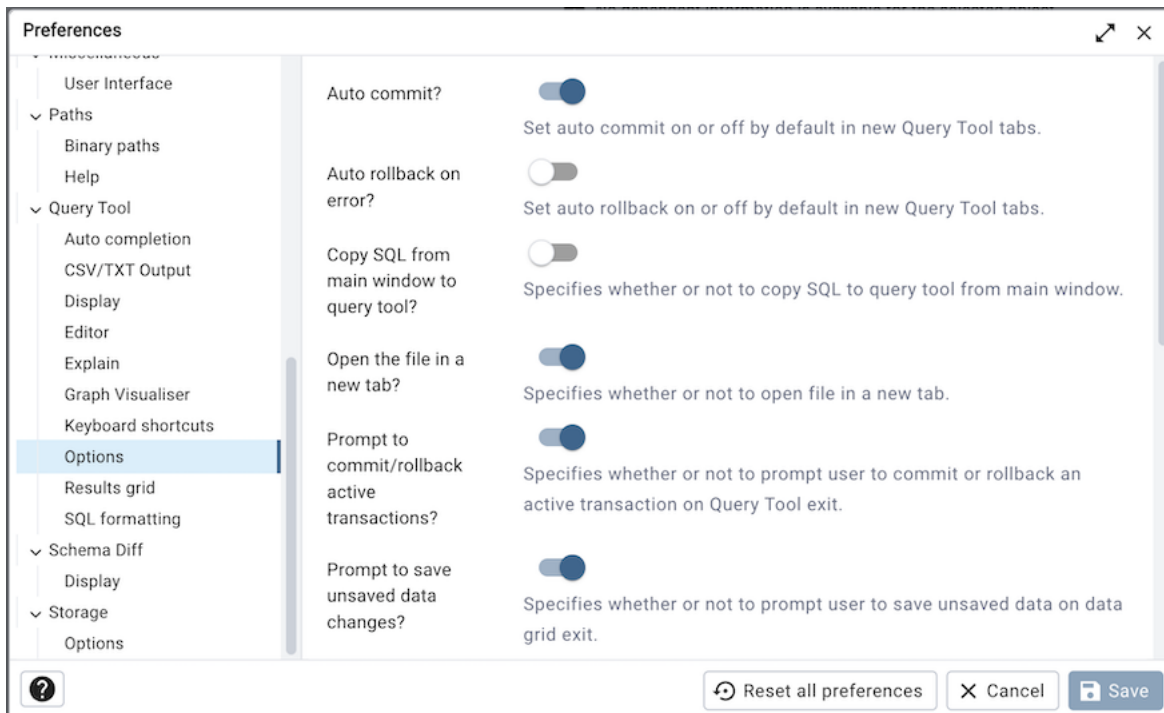 Preferences
Miscellaneous
User Interface
Paths
Binary paths
Help
Query Tool
Auto completion
CSV/TXT Output
Display
Editor
Explain
Graph Visualiser
Keyboard shortcuts
Options
Results grid
SQL formatting
Schema Diff
Display
Storage
Options
Auto commit?
Set auto commit on or off by default in new Query Tool tabs.
Auto rollback on
error?
Set auto rollback on or off by default in new Query Tool tabs.
Copy SQL from
main window to
query tool?
Specifies whether or not to copy SQL to query tool from main window.
Open the file in a
new tab?
Specifies whether or not to open file in a new tab.
Prompt to
commit/rollback
active
transactions?
Specifies whether or not to prompt user to commit or rollback an
active transaction on Query Tool exit.
Prompt to save
unsaved data
changes?
Specifies whether or not to prompt user to save unsaved data on data
grid exit.
?
Reset all preferences
Cancel
Save